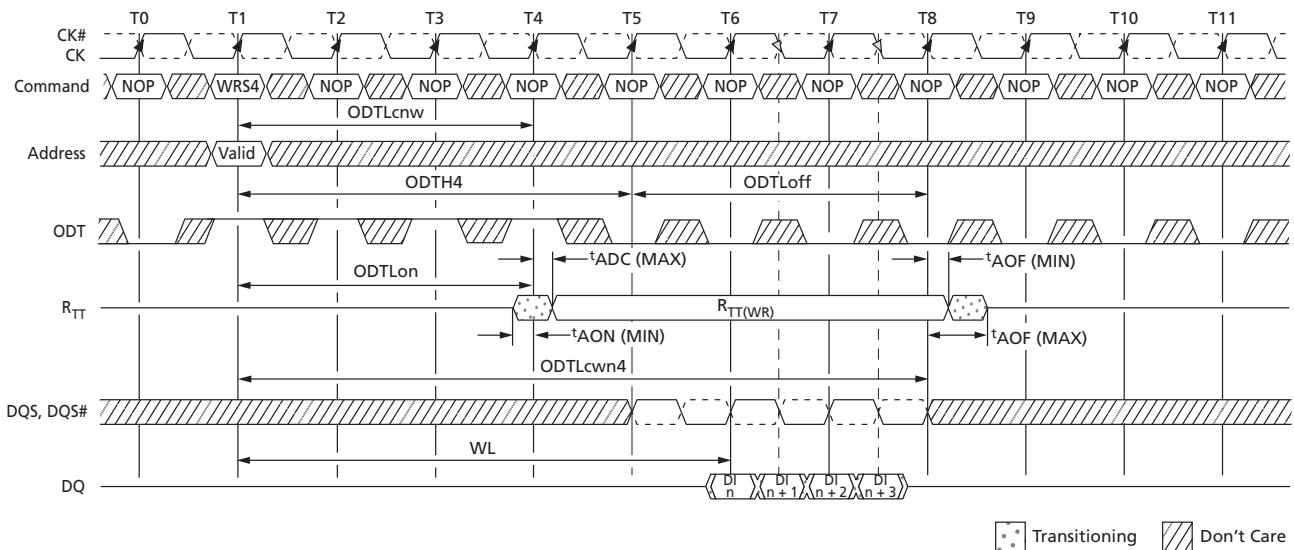 T0 T1 T2 T3 T4 T5 T6 T7 T8 T9 T10 T11
CK#
CK
Command NOP WRS4 NOP NOP NOP NOP NOP NOP NOP NOP NOP NOP
ODTLcnw
Address Valid
ODTH4 ODTLoff
ODT
tADC (MAX) tAOF (MIN)
ODTLon
RTT RTT(WR)
tAON (MIN) tAOF (MAX)
ODTLcwn4
DQS, DQS#
WL
DQ DI n DI n + 1 DI n + 2 DI n + 3
Transitioning Don't Care